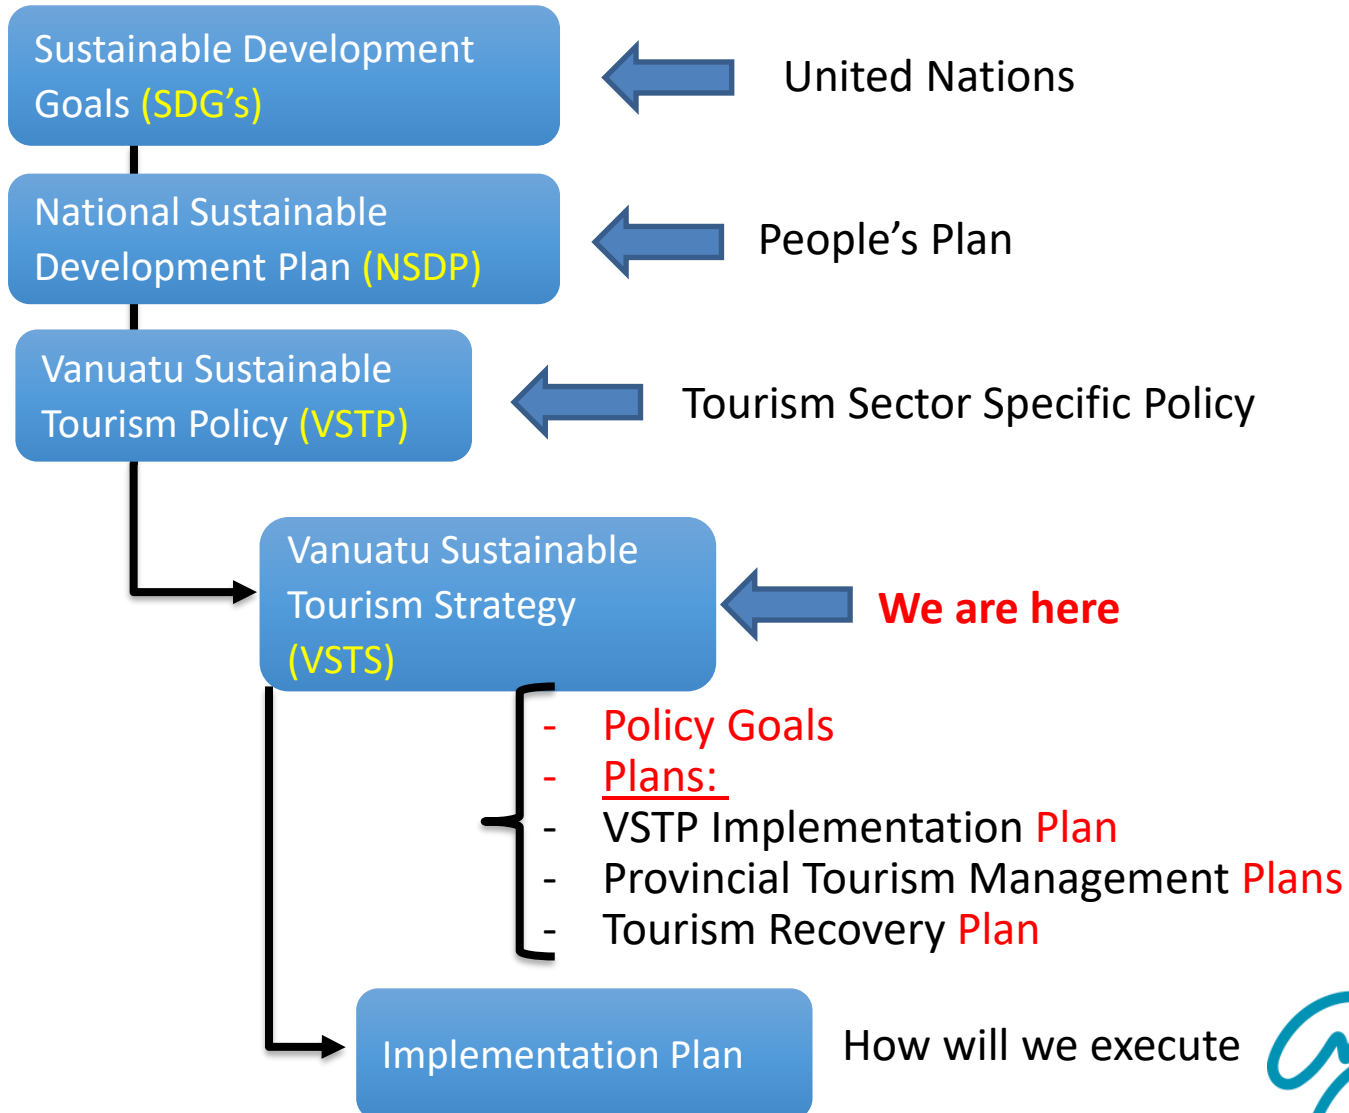 Sustainable Development
Goals (SDG's)
United Nations
National Sustainable
Development Plan (NSDP)
People's Plan
Vanuatu Sustainable
Tourism Policy (VSTP)
Tourism Sector Specific Policy
Vanuatu Sustainable
Tourism Strategy
(VSTS)
We are here
- Policy Goals
- Plans:
- VSTP Implementation Plan
- Provincial Tourism Management Plans
- Tourism Recovery Plan
Implementation Plan
How will we execute